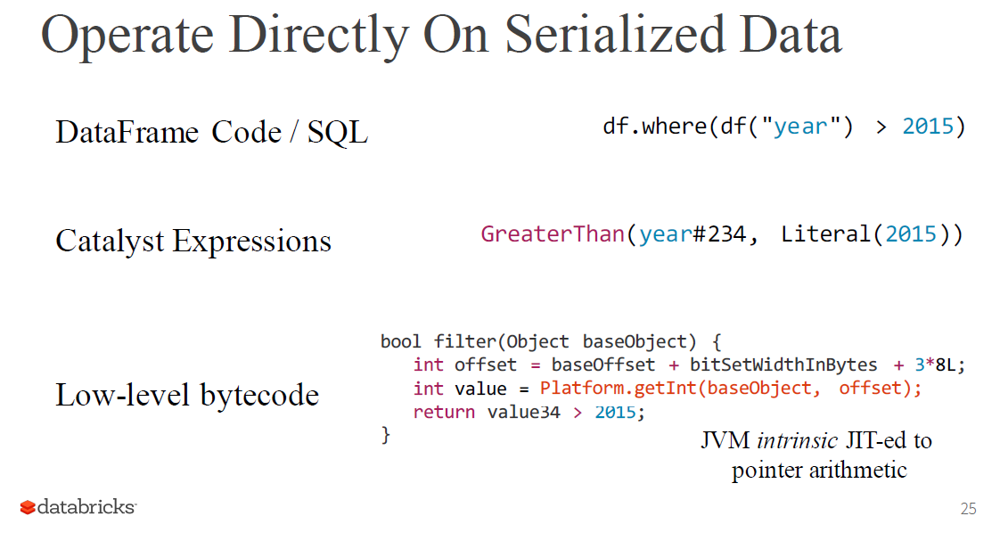 Operate Directly On Serialized Data
DataFrame Code / SQL
df.where(df("year") > 2015)
Catalyst Expressions
GreaterThan(year#234, Literal(2015))
Low-level bytecode
bool filter(Object baseObject) {
int offset = baseOffset + bitSetWidthInBytes + 3*8L;
int value = Platform.getInt(baseObject, offset);
return value34 > 2015;
}
JVM intrinsic JIT-ed to
pointer arithmetic
databricks
25